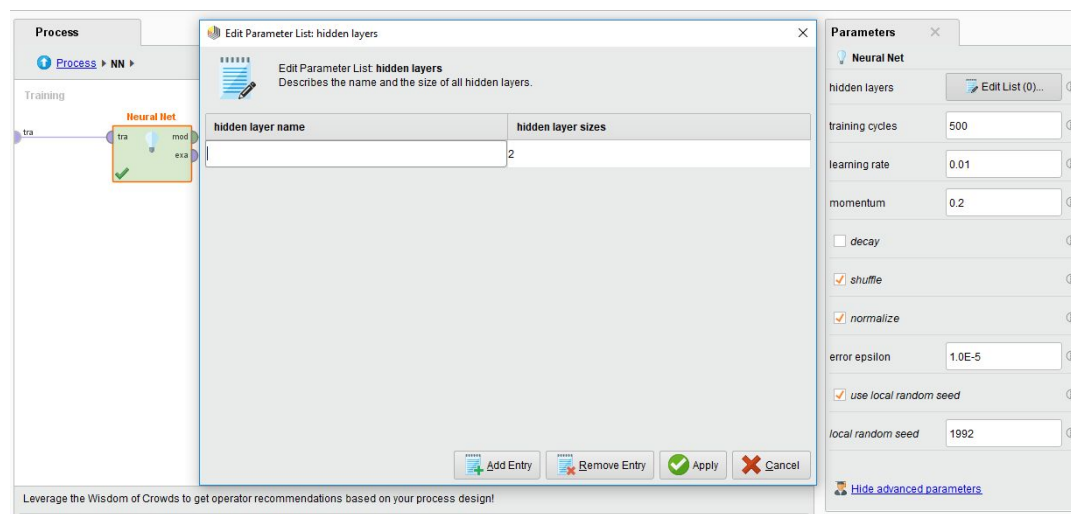 Process
Process ▸ NN ▸
Training
Neural Net
tra
tra
mod
exa
Edit Parameter List: hidden layers
Edit Parameter List: hidden layers
Describes the name and the size of all hidden layers.
hidden layer name
hidden layer sizes
2
Add Entry
Remove Entry
Apply
Cancel
Leverage the Wisdom of Crowds to get operator recommendations based on your process design!
Parameters
Neural Net
hidden layers
Edit List (0)...
training cycles
500
learning rate
0.01
momentum
0.2
decay
shuffle
normalize
error epsilon
1.0E-5
use local random seed
local random seed
1992
Hide advanced parameters